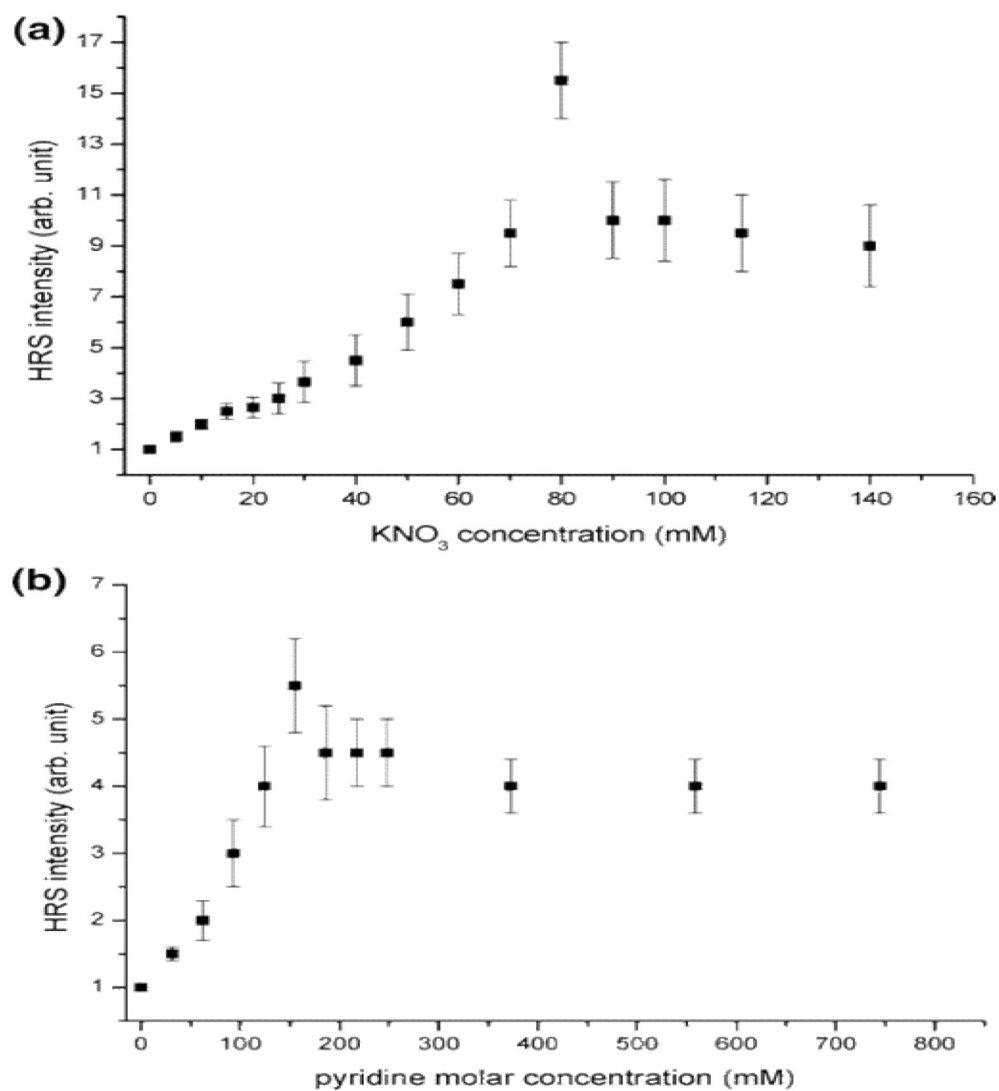 (a)
17
15
13
11
9
7
5
3
1
HRS intensity (arb. unit)
0 20 40 60 80 100 120 140 160
KNO₃ concentration (mM)
(b)
7
6
5
4
3
2
1
HRS intensity (arb. unit)
0 100 200 300 400 500 600 700 800
pyridine molar concentration (mM)